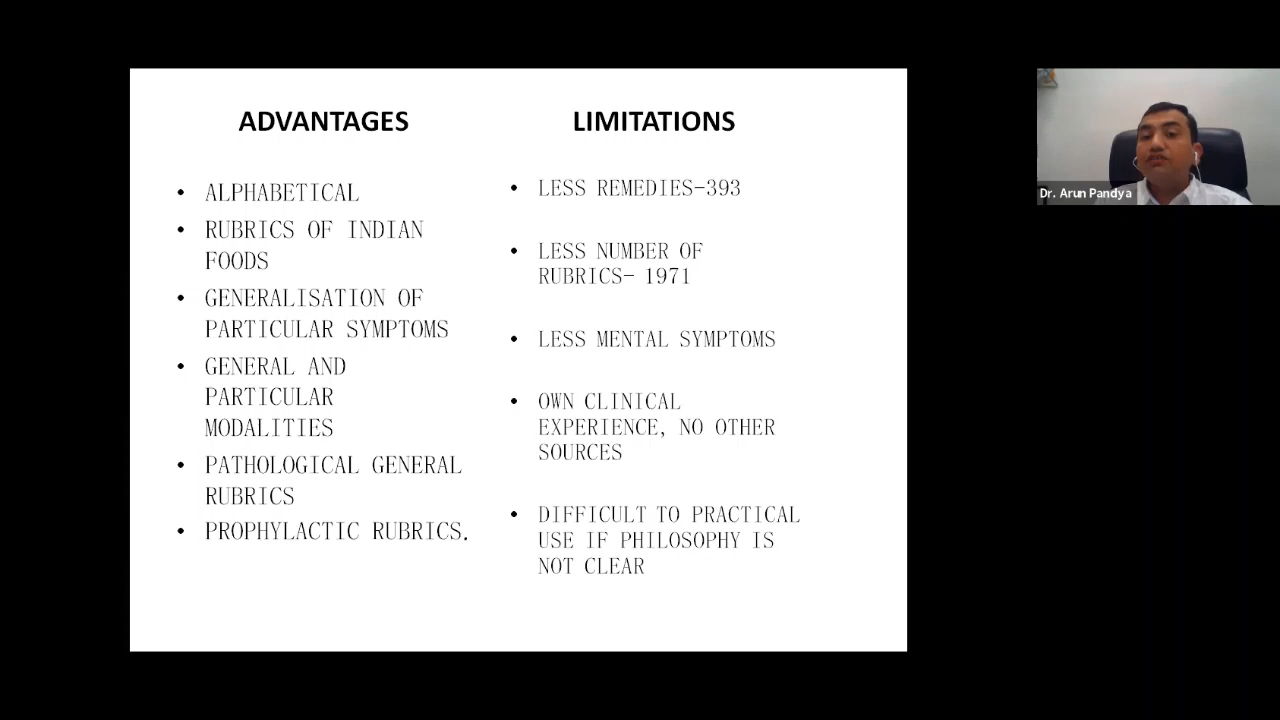 ADVANTAGES
• ALPHABETICAL
• RUBRICS OF INDIAN
FOODS
• GENERALISATION OF
PARTICULAR SYMPTOMS
• GENERAL AND
PARTICULAR
MODALITIES
• PATHOLOGICAL GENERAL
RUBRICS
• PROPHYLACTIC RUBRICS.
LIMITATIONS
• LESS REMEDIES-393
• LESS NUMBER OF
RUBRICS- 1971
• LESS MENTAL SYMPTOMS
• OWN CLINICAL
EXPERIENCE, NO OTHER
SOURCES
• DIFFICULT TO PRACTICAL
USE IF PHILOSOPHY IS
NOT CLEAR
Dr. Arun Pandya